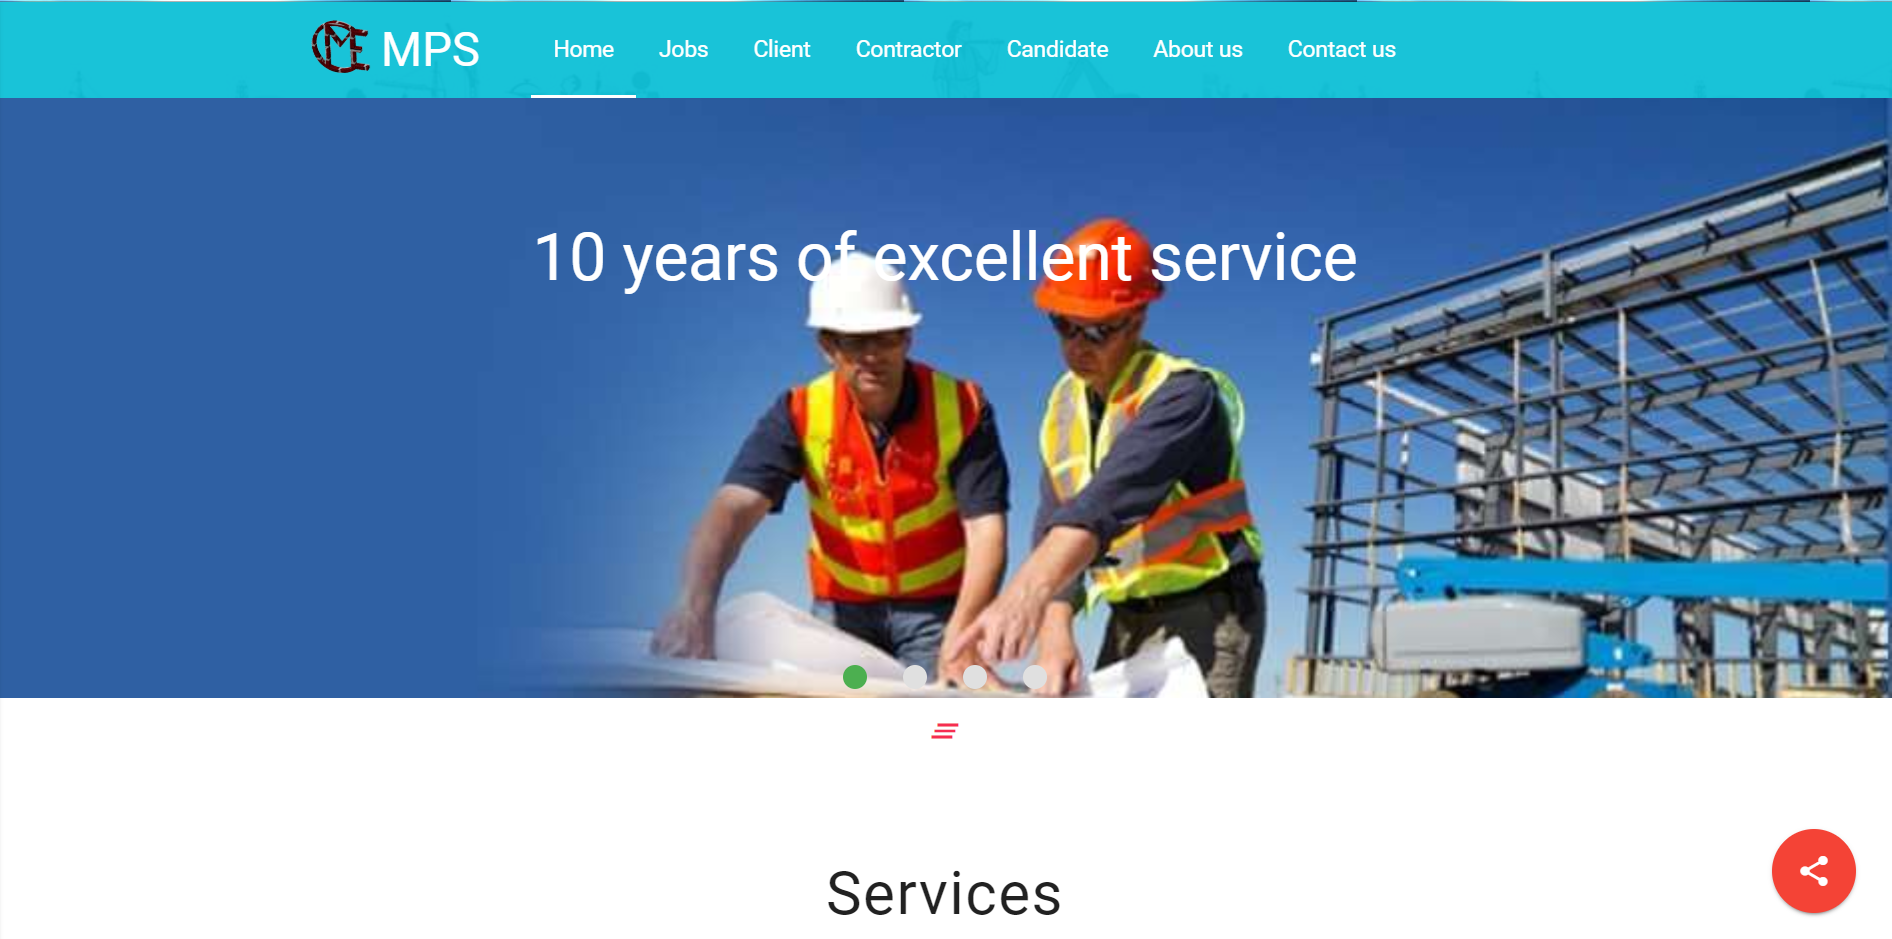 MPS
Home Jobs Client Contractor Candidate About us Contact us
10 years of excellent service
Services